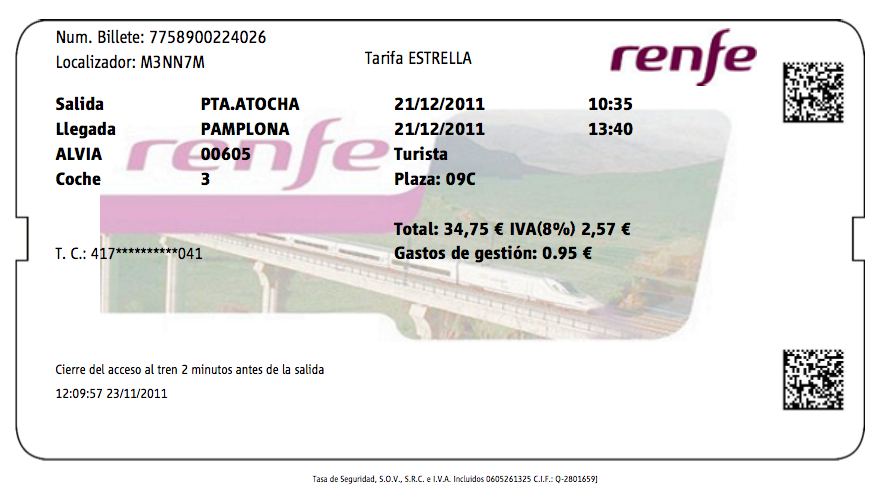 Num. Billete: 7758900224026
Localizador: M3NN7M
Tarifa ESTRELLA
renfe
Salida PTA.ATOCHA 21/12/2011 10:35
Llegada PAMPLONA 21/12/2011 13:40
renfe
ALVIA 00605 Turista
Coche 3 Plaza: 09C
Total: 34,75 € IVA(8%) 2,57 €
T. C.: 417**********041 Gastos de gestión: 0.95 €
Cierre del acceso al tren 2 minutos antes de la salida
12:09:57 23/11/2011
Tasa de Seguridad, S.O.V., S.R.C. e I.V.A. Incluidos 0605261325 C.I.F.: Q-2801659J